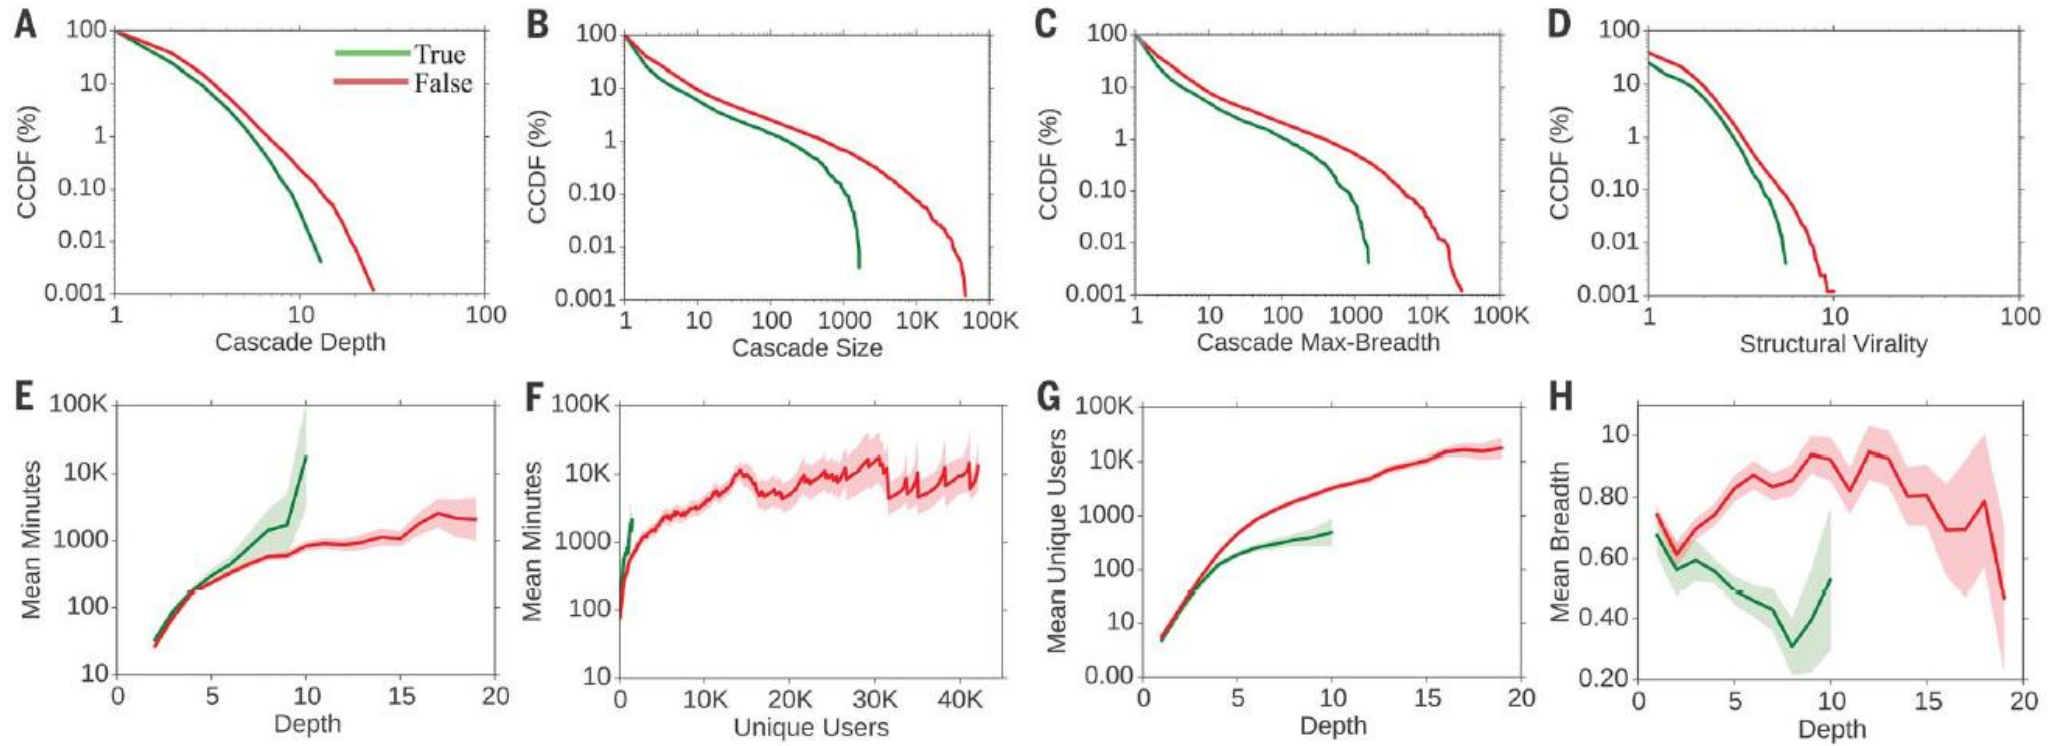 A
100
10
1
0.10
0.01
0.001
CCDF (%)
1
10
100
Cascade Depth
True
False
B
100
10
1
0.10
0.01
0.001
CCDF (%)
1
10
100
1000
10K
100K
Cascade Size
C
100
10
1
0.10
0.01
0.001
CCDF (%)
1
10
100
1000
10K
100K
Cascade Max-Breadth
D
100
10
1
0.10
0.01
0.001
CCDF (%)
1
10
100
Structural Virality
E
100K
10K
1000
100
10
Mean Minutes
0
5
10
15
20
Depth
F
100K
10K
1000
100
10
Mean Minutes
0
10K
20K
30K
40K
Unique Users
G
100K
10K
1000
100
10
0.00
Mean Unique Users
0
5
10
15
20
Depth
H
10
0.80
0.60
0.40
0.20
Mean Breadth
0
5
10
15
20
Depth